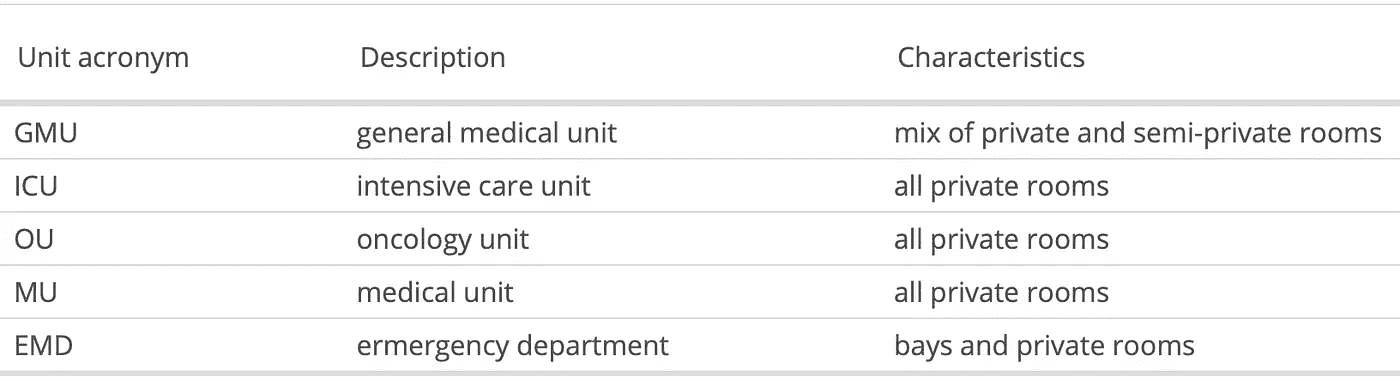 Unit acronym Description Characteristics
GMU general medical unit mix of private and semi-private rooms
ICU intensive care unit all private rooms
OU oncology unit all private rooms
MU medical unit all private rooms
EMD ermergency department bays and private rooms